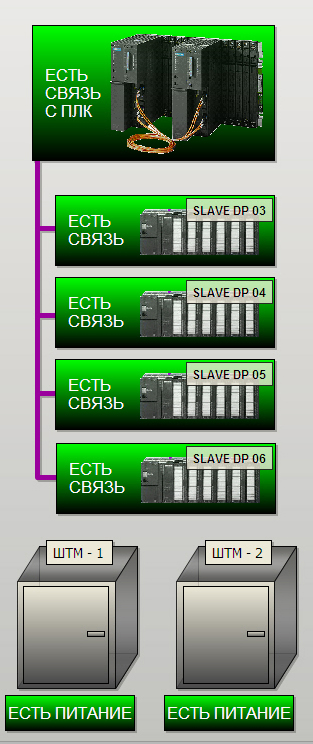 ЕСТЬ
СВЯЗЬ
С ПЛК
SLAVE DP 03
ЕСТЬ
СВЯЗЬ
SLAVE DP 04
ЕСТЬ
СВЯЗЬ
SLAVE DP 05
ЕСТЬ
СВЯЗЬ
SLAVE DP 06
ЕСТЬ
СВЯЗЬ
ШТМ - 1
ШТМ - 2
ЕСТЬ ПИТАНИЕ
ЕСТЬ ПИТАНИЕ